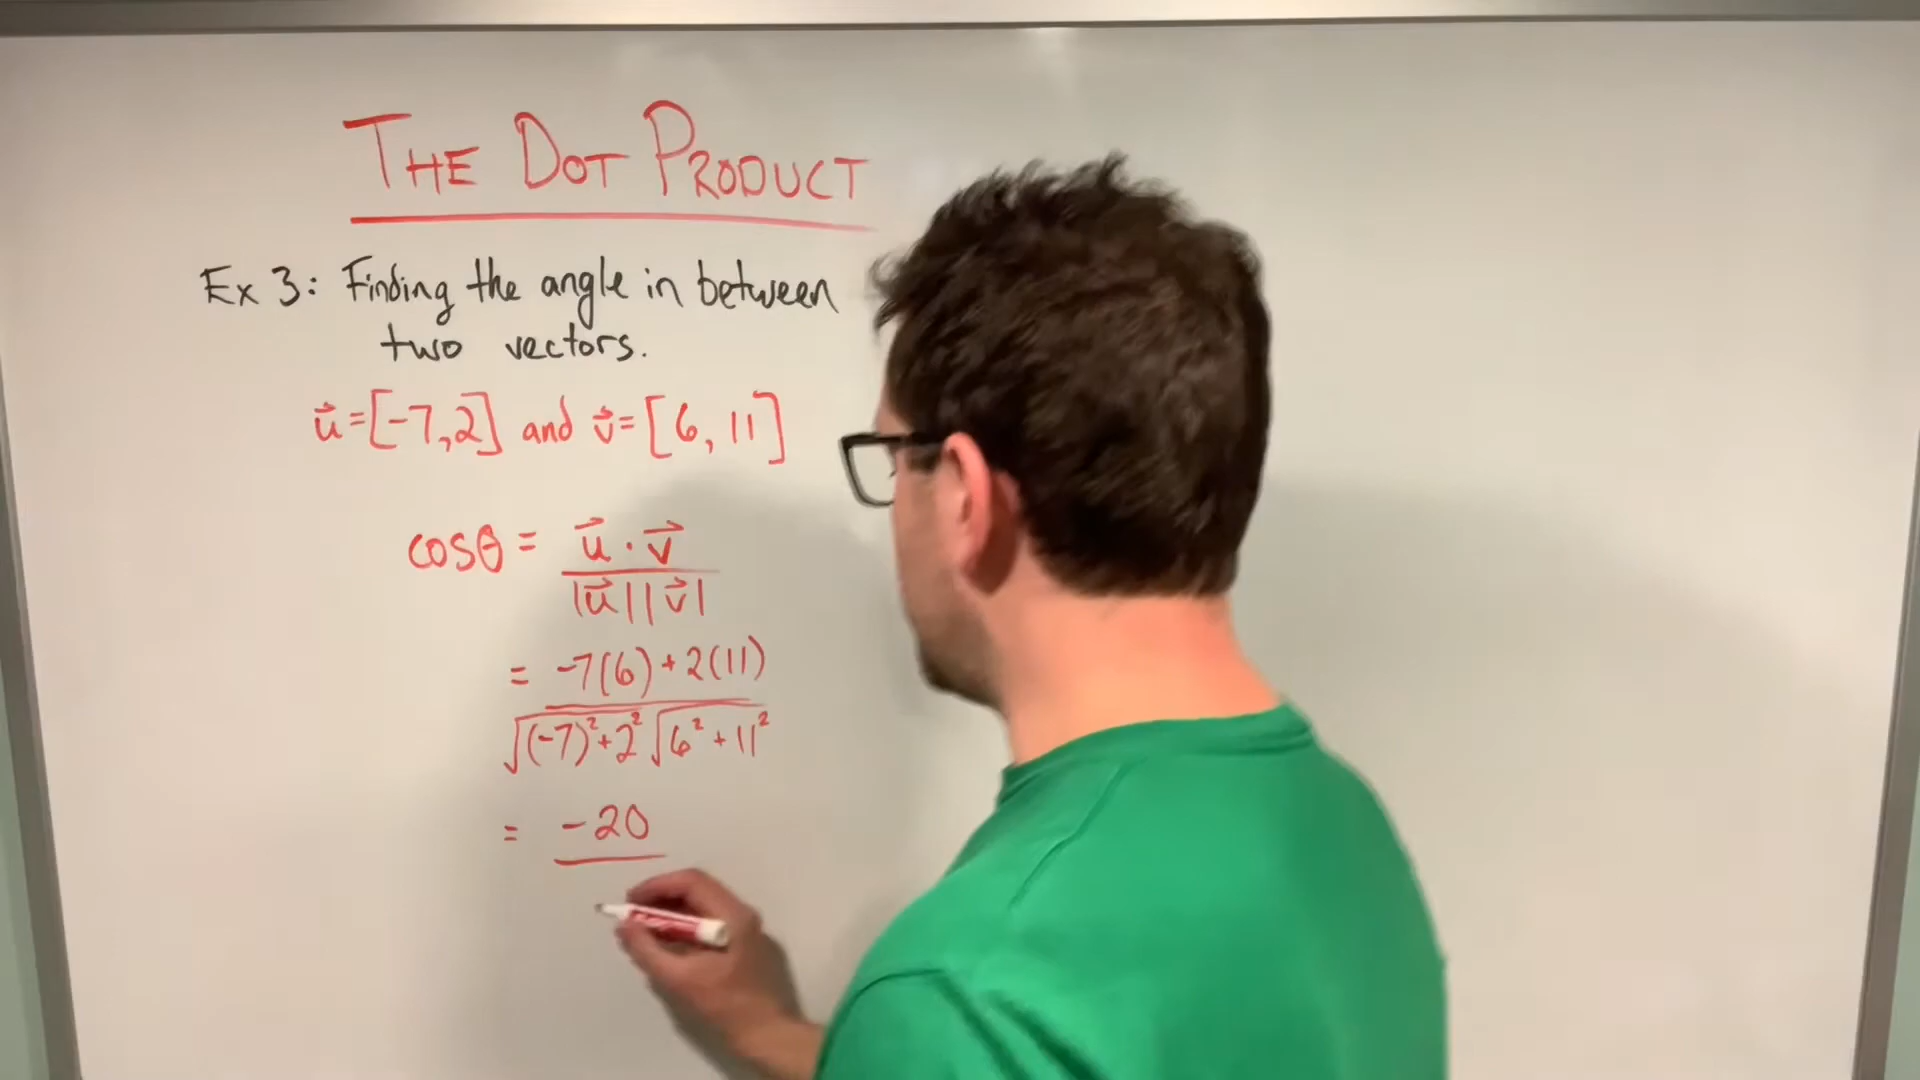 THE DOT PRODUCT
Ex 3: Finding the angle in between
two vectors.
u⃗=[-7,2] and v⃗=[6, 11]
cosθ = u⃗ · v⃗
|u⃗||v⃗|
= -7(6)+2(11)
√(-7)²+2² √6²+11²
= -20